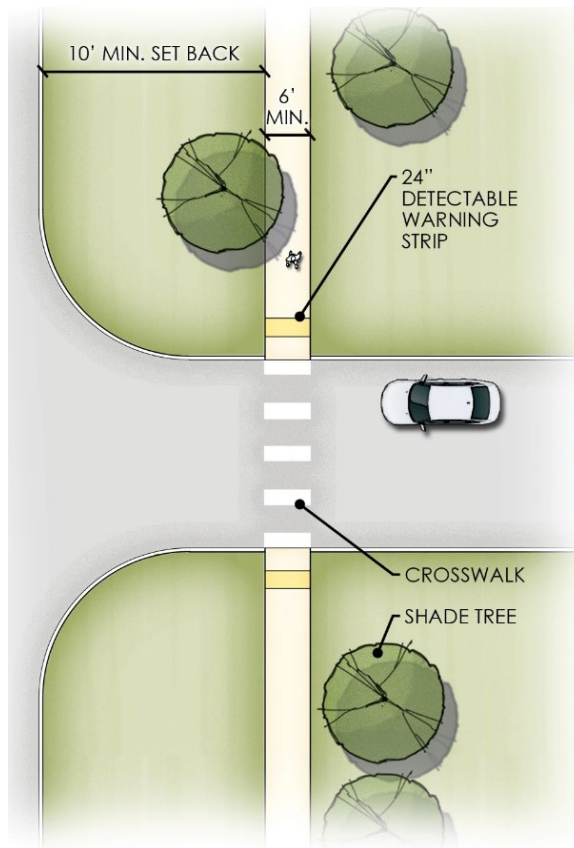 10’ MIN. SET BACK
6’
MIN.
24”
DETECTABLE
WARNING
STRIP
CROSSWALK
SHADE TREE